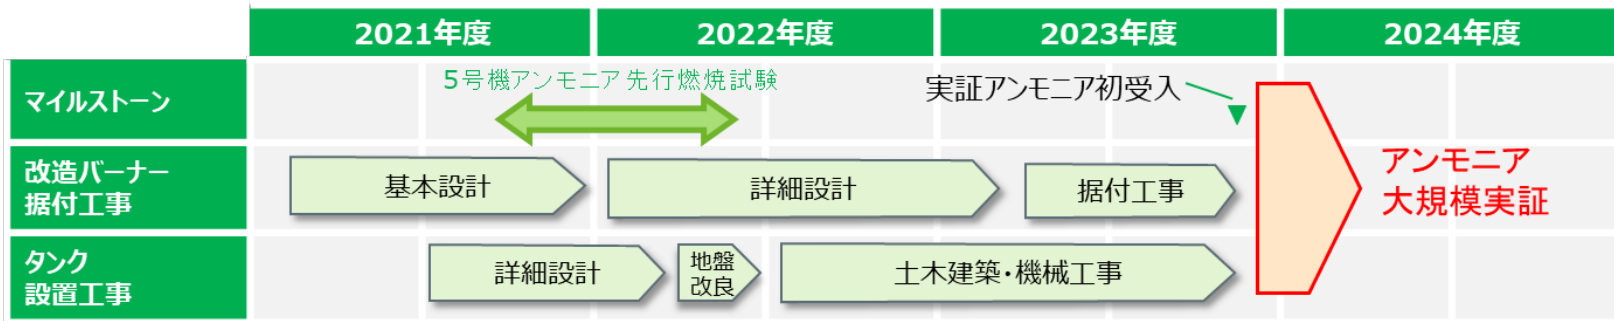 2021年度
2022年度
2023年度
2024年度
マイルストーン
5号機アンモニア先行燃焼試験
実証アンモニア初受入
改造バーナー
据付工事
基本設計
詳細設計
据付工事
アンモニア
大規模実証
タンク
設置工事
詳細設計
地盤
改良
土木建築・機械工事